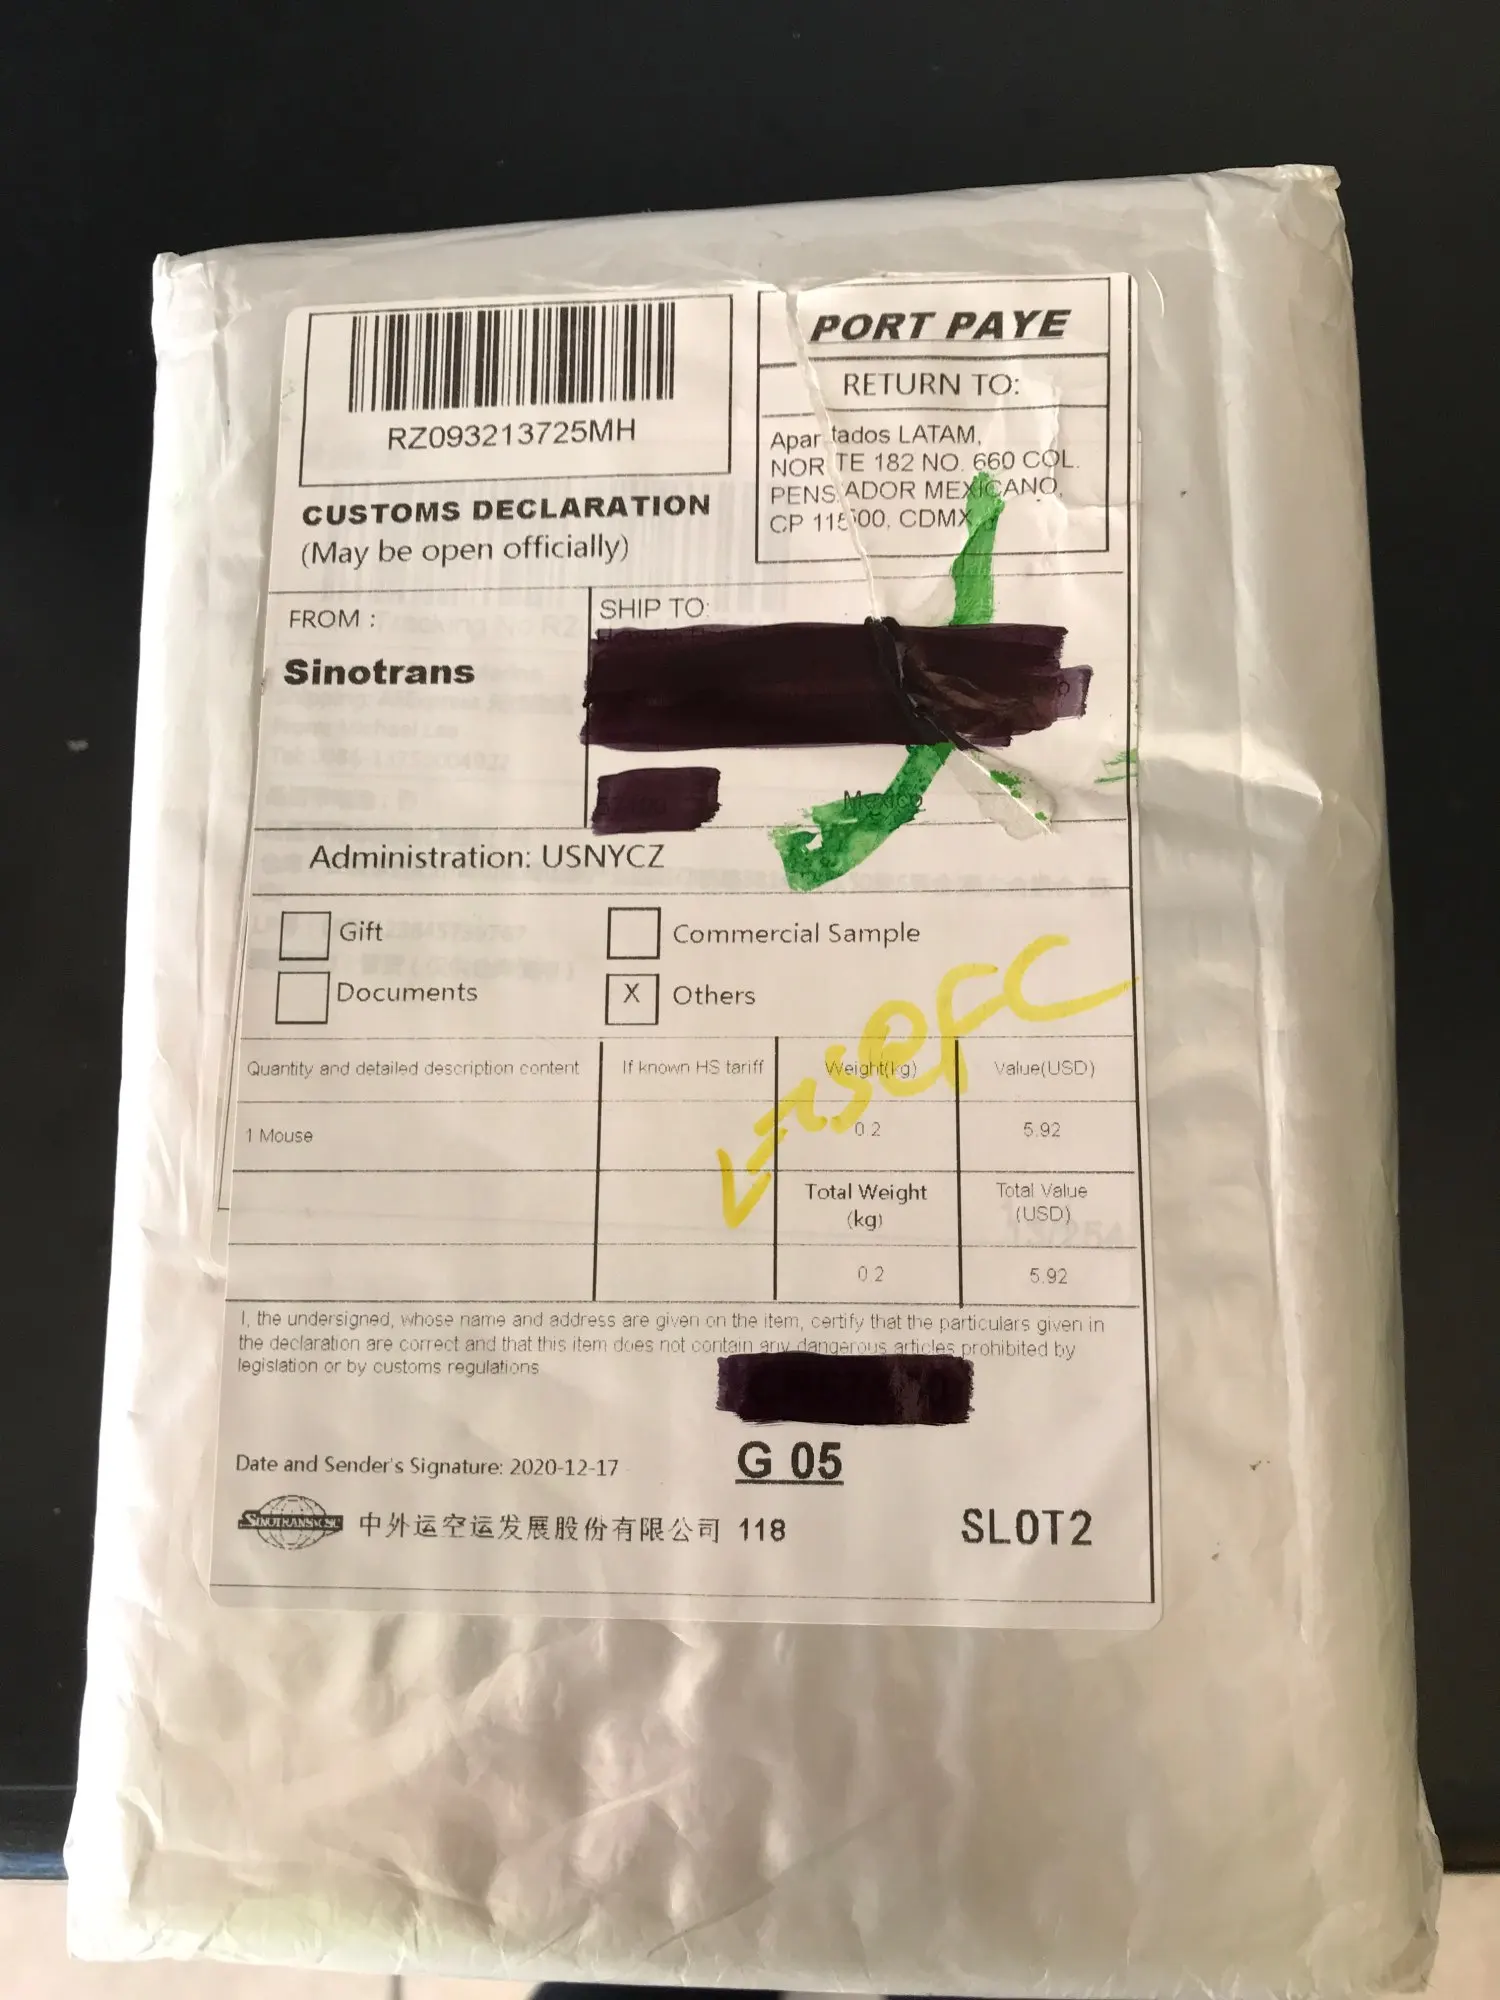 RZ093213725MH
PORT PAYE
RETURN TO:
Apartados LATAM,
NORTE 182 NO. 660 COL.
PENSADOR MEXICANO,
CP 11500, CDMX
CUSTOMS DECLARATION
(May be open officially)
FROM :
Sinotrans
SHIP TO:
Mexico
Administration: USNYCZ
Gift
Commercial Sample
Documents
X Others
Quantity and detailed description content If known HS tariff Weight(kg) Value(USD)
1 Mouse 0.2 5.92
Total Weight (kg) Total Value (USD)
0.2 5.92
I, the undersigned, whose name and address are given on the item, certify that the particulars given in
the declaration are correct and that this item does not contain any dangerous articles prohibited by
legislation or by customs regulations
Date and Sender's Signature: 2020-12-17
G 05
SINOTRANS-CSC 中外运空运发展股份有限公司 118
SLOT2